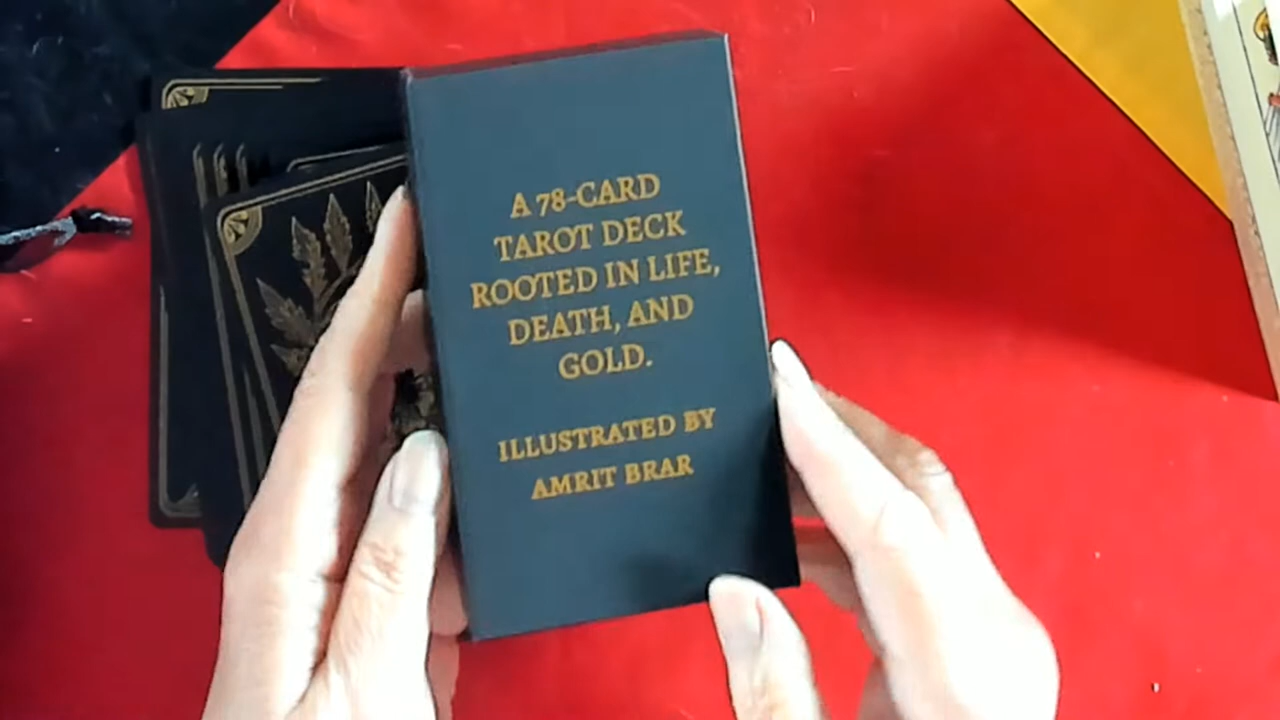 A 78-CARD
TAROT DECK
ROOTED IN LIFE,
DEATH, AND
GOLD.
ILLUSTRATED BY
AMRIT BRAR